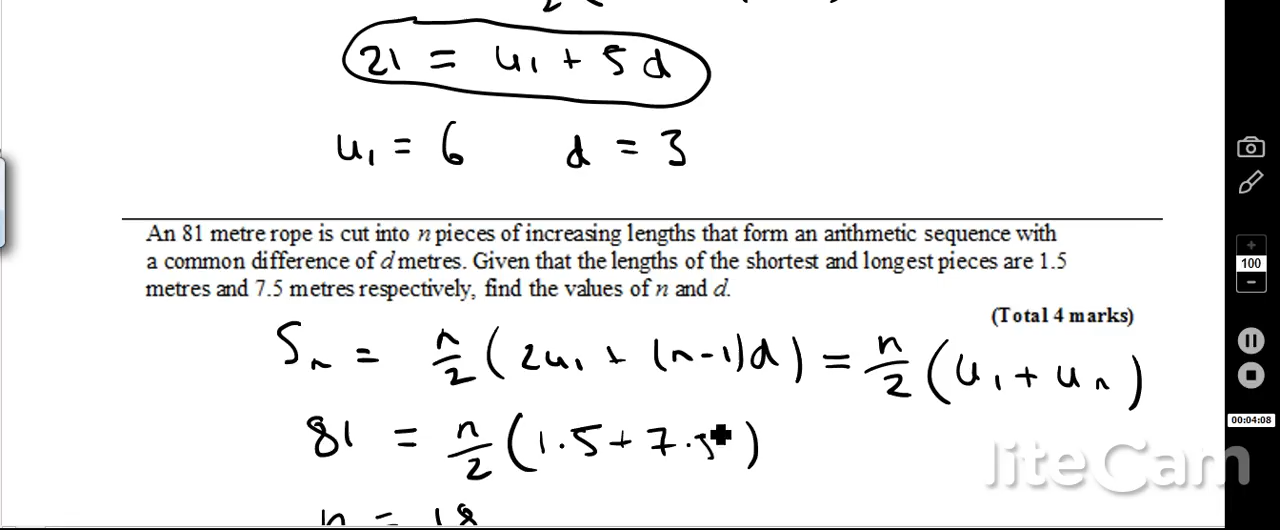 2
21 = u1 + 5d
u1 = 6 d = 3
An 81 metre rope is cut into n pieces of increasing lengths that form an arithmetic sequence with
a common difference of d metres. Given that the lengths of the shortest and longest pieces are 1.5
metres and 7.5 metres respectively, find the values of n and d.
(Total 4 marks)
Sn = n/2 (2u1 + (n-1)d) = n/2 (u1 + un)
81 = n/2 (1.5 + 7.5)
n = 18
100
00:04:08
liteCam